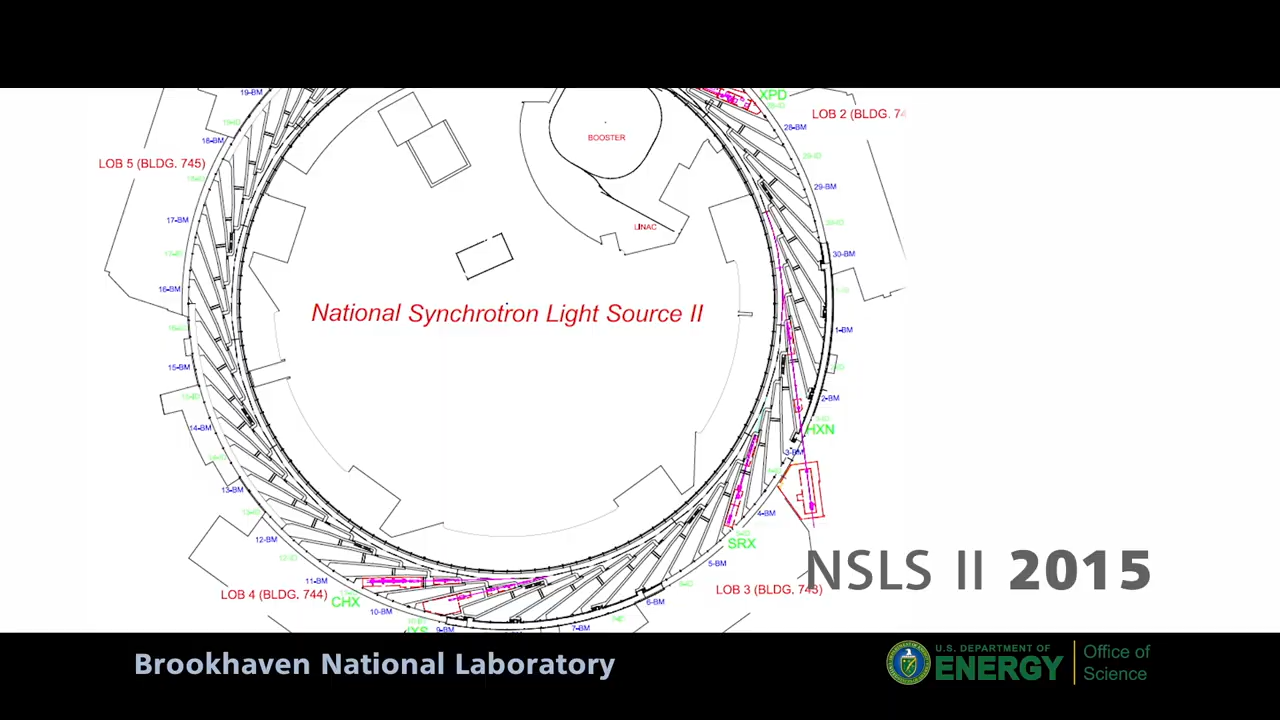 XPD
19-BM
LOB 2 (BLDG. 74
28-BM
BOOSTER
18-BM
LOB 5 (BLDG. 745)
29-BM
17-BM
LINAC
30-BM
16-BM
National Synchrotron Light Source II
1-BM
15-BM
2-BM
14-BM
HXN
3-BM
13-BM
4-BM
12-BM
SRX
5-BM
NSLS II 2015
11-BM
LOB 4 (BLDG. 744)
LOB 3 (BLDG. 743)
CHX
10-BM
6-BM
IXS
9-BM
7-BM
Brookhaven National Laboratory
U.S. DEPARTMENT OF
ENERGY
Office of
Science